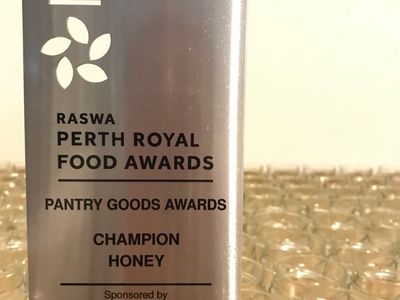 RASWA
PERTH ROYAL
FOOD AWARDS
PANTRY GOODS AWARDS
CHAMPION
HONEY
Sponsored by